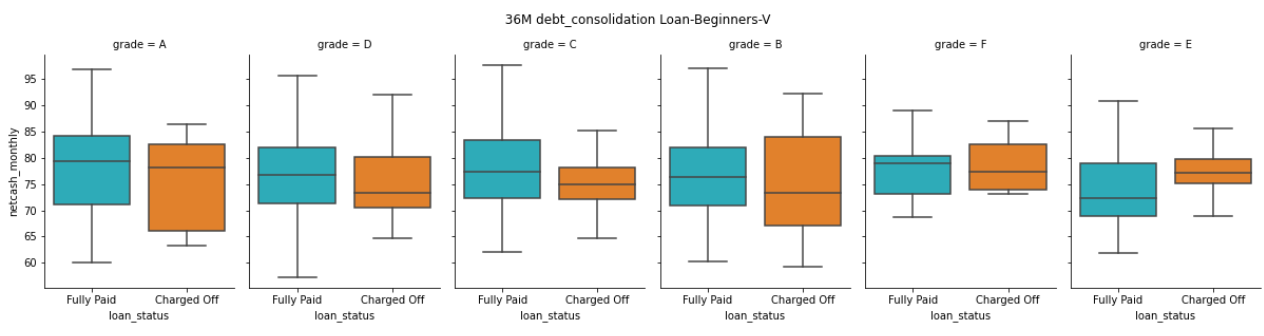 36M debt_consolidation Loan-Beginners-V
grade = A
grade = D
grade = C
grade = B
grade = F
grade = E
netcash_monthly
95
90
85
80
75
70
65
60
Fully Paid Charged Off
loan_status
Fully Paid Charged Off
loan_status
Fully Paid Charged Off
loan_status
Fully Paid Charged Off
loan_status
Fully Paid Charged Off
loan_status
Fully Paid Charged Off
loan_status